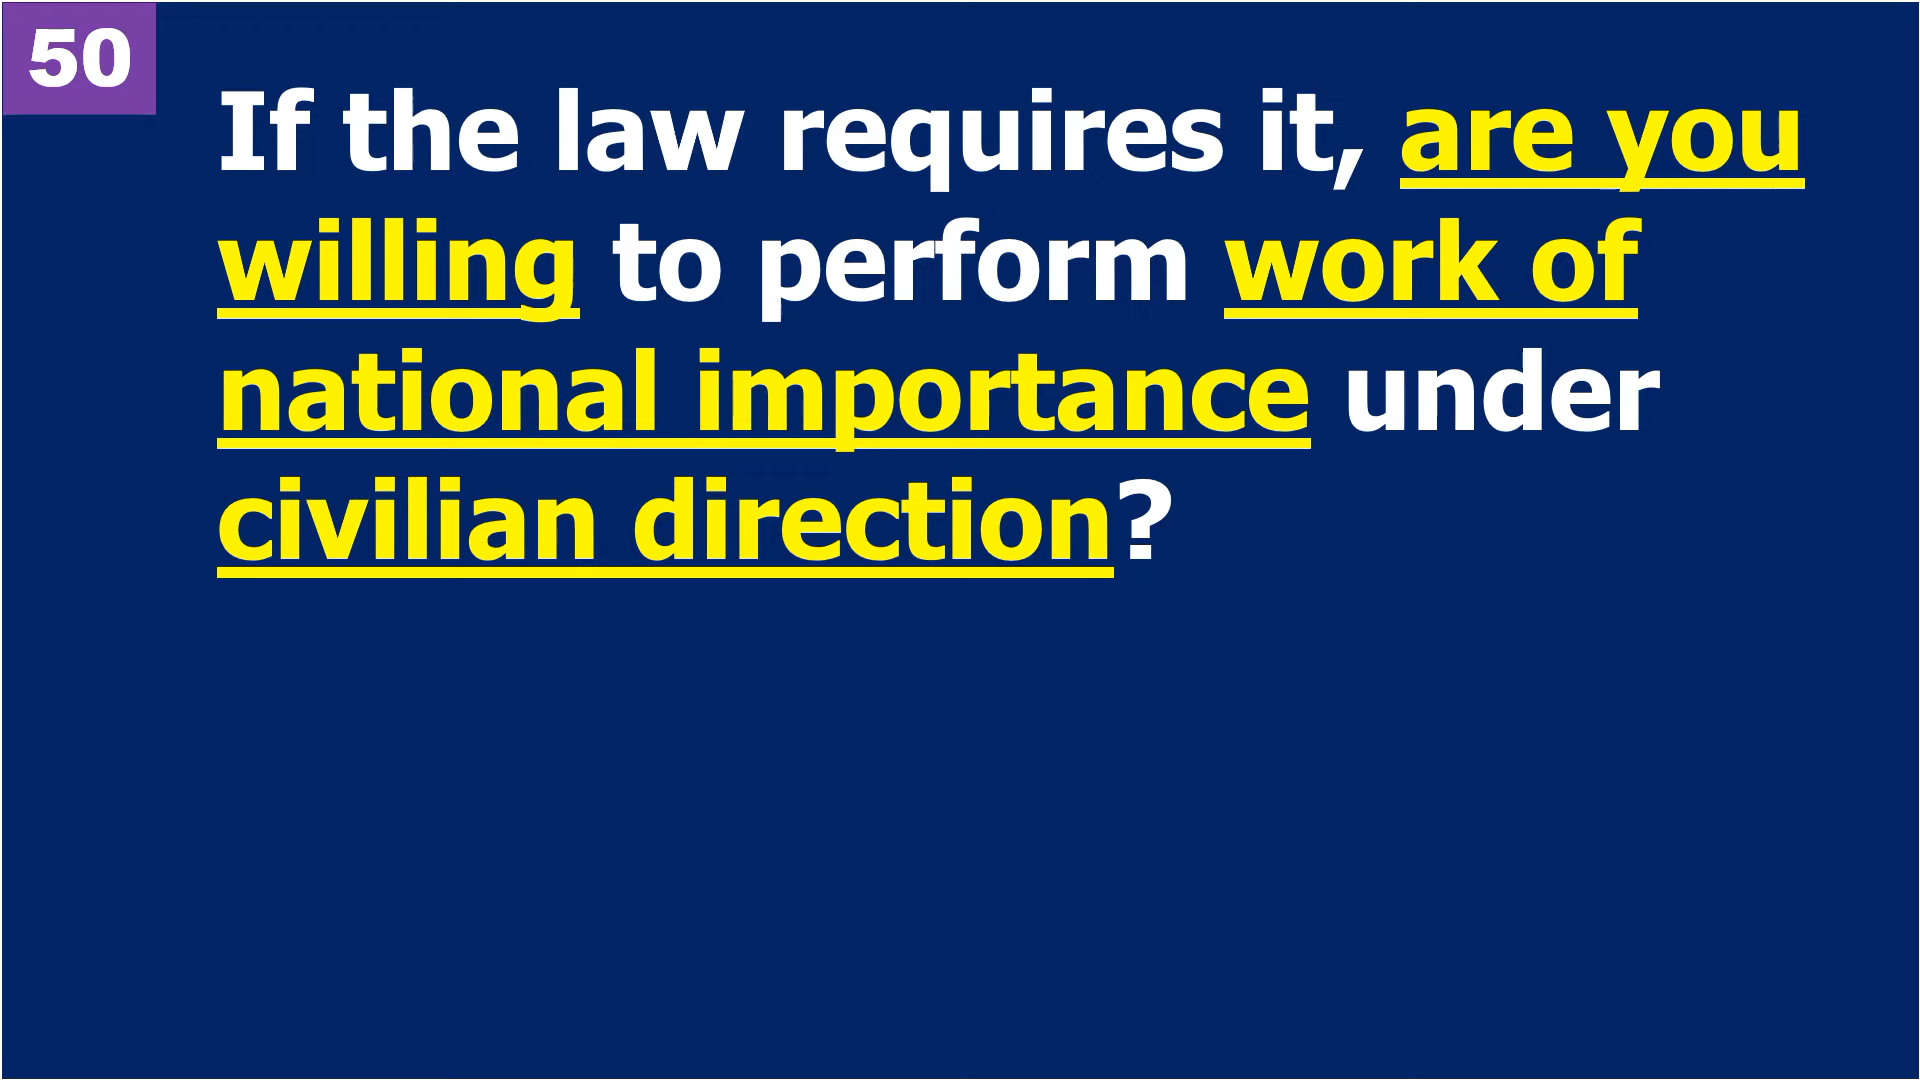 50
If the law requires it, are you
willing to perform work of
national importance under
civilian direction?